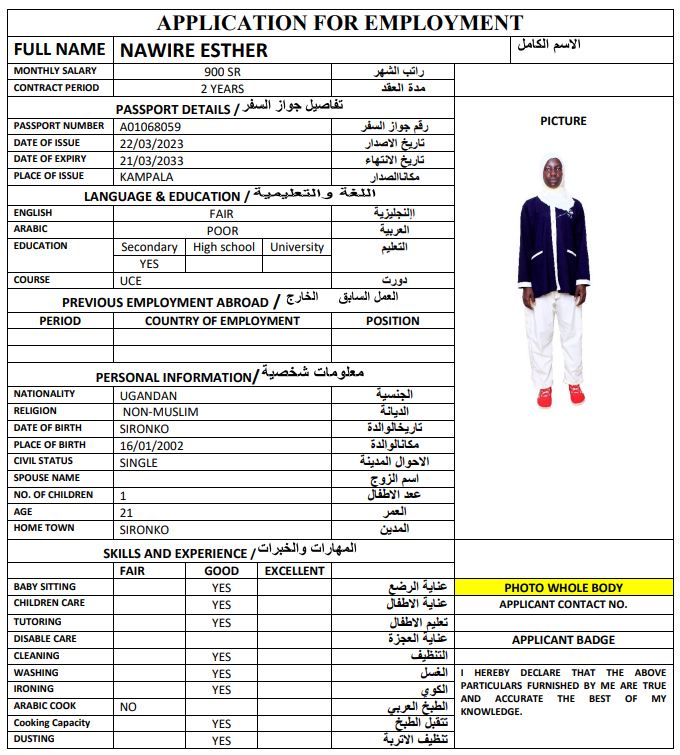 APPLICATION FOR EMPLOYMENT
FULL NAME NAWIRE ESTHER الاسم الكامل
MONTHLY SALARY 900 SR راتب الشهر
CONTRACT PERIOD 2 YEARS مدة العقد
PASSPORT DETAILS / تفاصيل جواز السفر
PASSPORT NUMBER A01068059 رقم جواز السفر
DATE OF ISSUE 22/03/2023 تاريخ الاصدار
DATE OF EXPIRY 21/03/2033 تاريخ الانتهاء
PLACE OF ISSUE KAMPALA مكاناالصدار
LANGUAGE & EDUCATION / اللغة والتعليمية
ENGLISH FAIR اإلنجليزية
ARABIC POOR العربية
EDUCATION Secondary High school University التعليم
YES
COURSE UCE دورت
PREVIOUS EMPLOYMENT ABROAD / العمل السابق الخارج
PERIOD COUNTRY OF EMPLOYMENT POSITION
PERSONAL INFORMATION/ معلومات شخصية
NATIONALITY UGANDAN الجنسية
RELIGION NON-MUSLIM الديانة
DATE OF BIRTH SIRONKO تاريخالوالدة
PLACE OF BIRTH 16/01/2002 مكانالوالدة
CIVIL STATUS SINGLE الاحوال المدينة
SPOUSE NAME اسم الزوج
NO. OF CHILDREN 1 عدد الاطفال
AGE 21 العمر
HOME TOWN SIRONKO المدين
SKILLS AND EXPERIENCE / المهارات والخبرات
FAIR GOOD EXCELLENT
BABY SITTING YES عناية الرضع
CHILDREN CARE YES عناية الاطفال
TUTORING YES تعليم الاطفال
DISABLE CARE عناية العجزة
CLEANING YES التنظيف
WASHING YES الغسل
IRONING YES الكوي
ARABIC COOK NO الطبخ العربي
Cooking Capacity YES تتقبل الطبخ
DUSTING YES تنظيف الاتربة
PICTURE
PHOTO WHOLE BODY
APPLICANT CONTACT NO.
APPLICANT BADGE
I HEREBY DECLARE THAT THE ABOVE
PARTICULARS FURNISHED BY ME ARE TRUE
AND ACCURATE THE BEST OF MY
KNOWLEDGE.